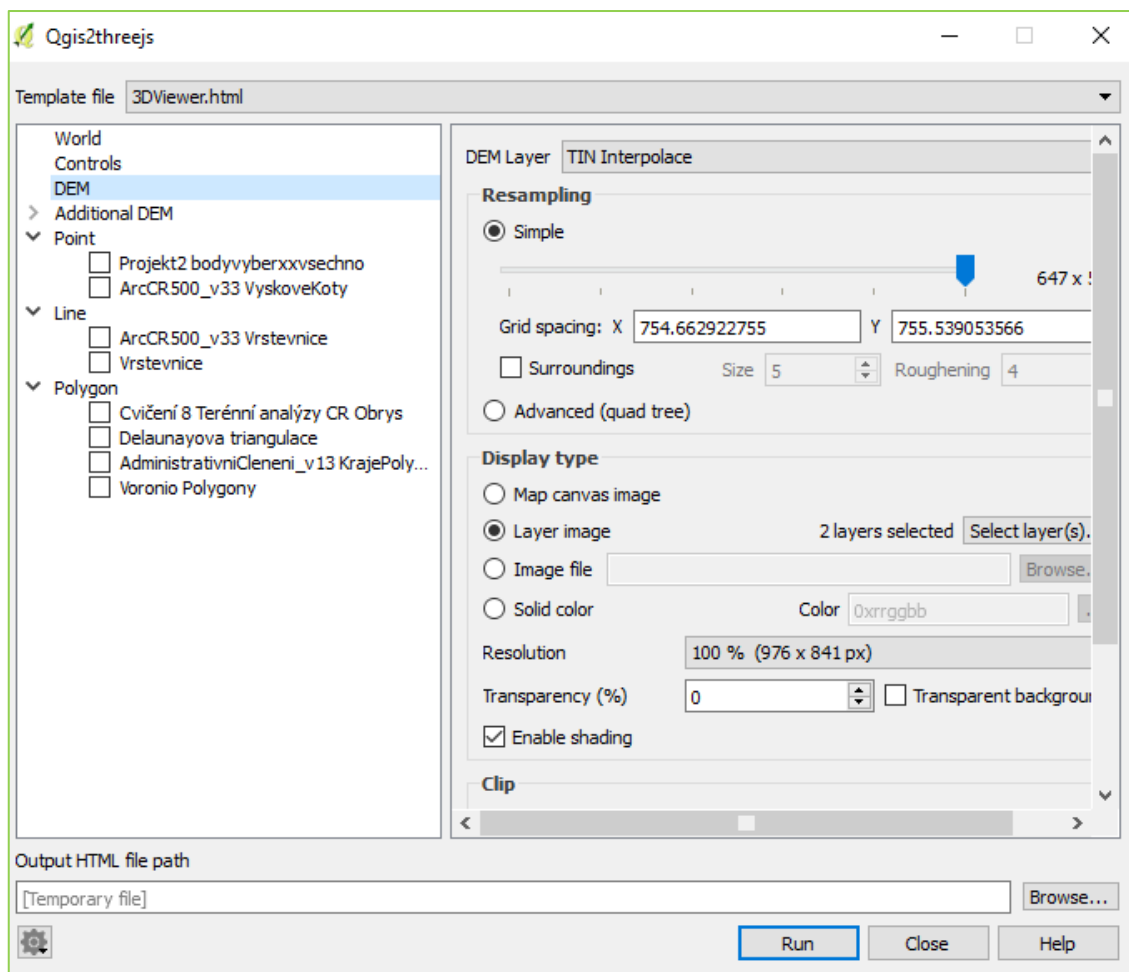 Qgis2threejs
Template file 3DViewer.html
World
Controls
DEM
Additional DEM
Point
Projekt2 bodyvyberxxvsechno
ArcCR500_v33 VyskoveKoty
Line
ArcCR500_v33 Vrstevnice
Vrstevnice
Polygon
Cvičení 8 Terénní analýzy CR Obrys
Delaunayova triangulace
AdministrativniCleneni_v13 KrajePoly...
Voronio Polygony
DEM Layer TIN Interpolace
Resampling
Simple
647 x
Grid spacing: X 754.662922755 Y 755.539053566
Surroundings Size 5 Roughening 4
Advanced (quad tree)
Display type
Map canvas image
Layer image 2 layers selected Select layer(s).
Image file Browse.
Solid color Color 0xrrggbb .
Resolution 100 % (976 x 841 px)
Transparency (%) 0 Transparent backgrou
Enable shading
Clip
Output HTML file path
[Temporary file] Browse...
Run Close Help